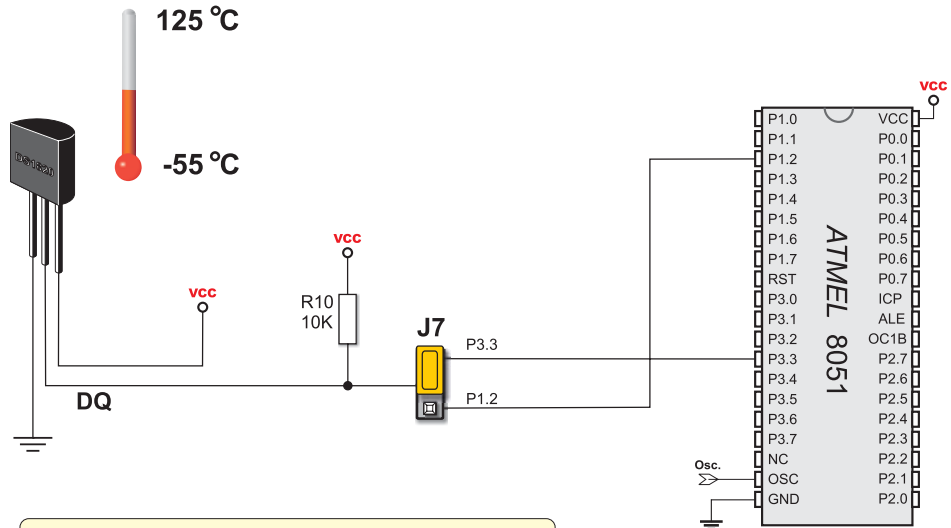 125 °C
-55 °C
DS1820
vcc
vcc
R10
10K
DQ
J7
P3.3
P1.2
vcc
ATMEL 8051
P1.0 VCC
P1.1 P0.0
P1.2 P0.1
P1.3 P0.2
P1.4 P0.3
P1.5 P0.4
P1.6 P0.5
P1.7 P0.6
RST P0.7
P3.0 ICP
P3.1 ALE
P3.2 OC1B
P3.3 P2.7
P3.4 P2.6
P3.5 P2.5
P3.6 P2.4
P3.7 P2.3
NC P2.2
Osc.
OSC P2.1
GND P2.0